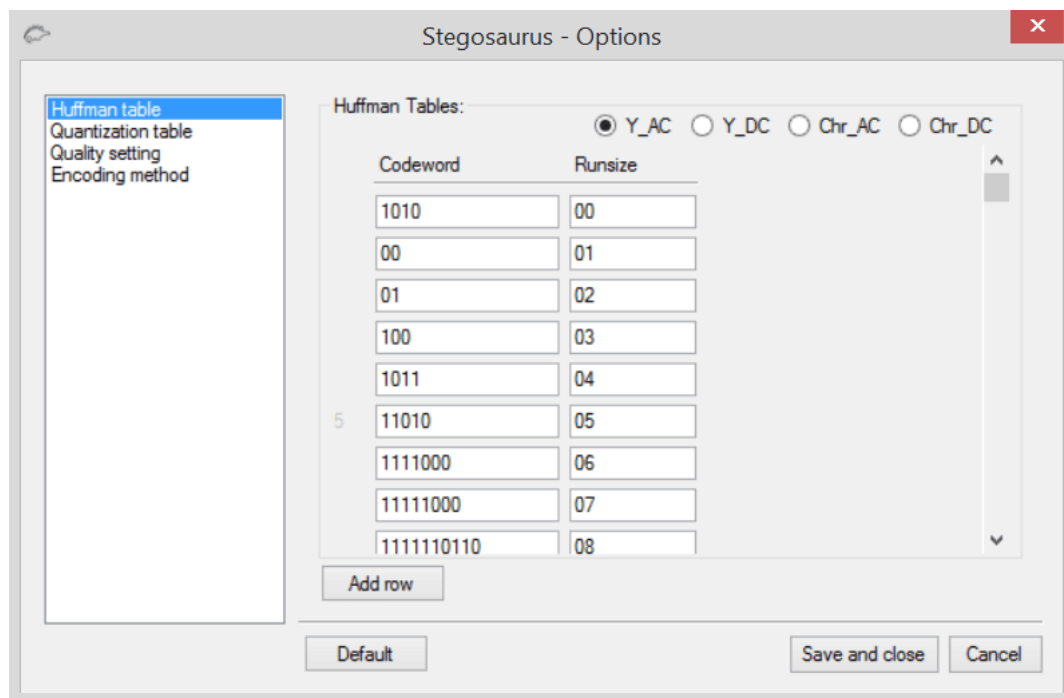 Stegosaurus - Options
Huffman table
Quantization table
Quality setting
Encoding method
Huffman Tables:
Y_AC Y_DC Chr_AC Chr_DC
Codeword Runsize
1010 00
00 01
01 02
100 03
1011 04
5 11010 05
1111000 06
11111000 07
1111110110 08
Add row
Default Save and close Cancel